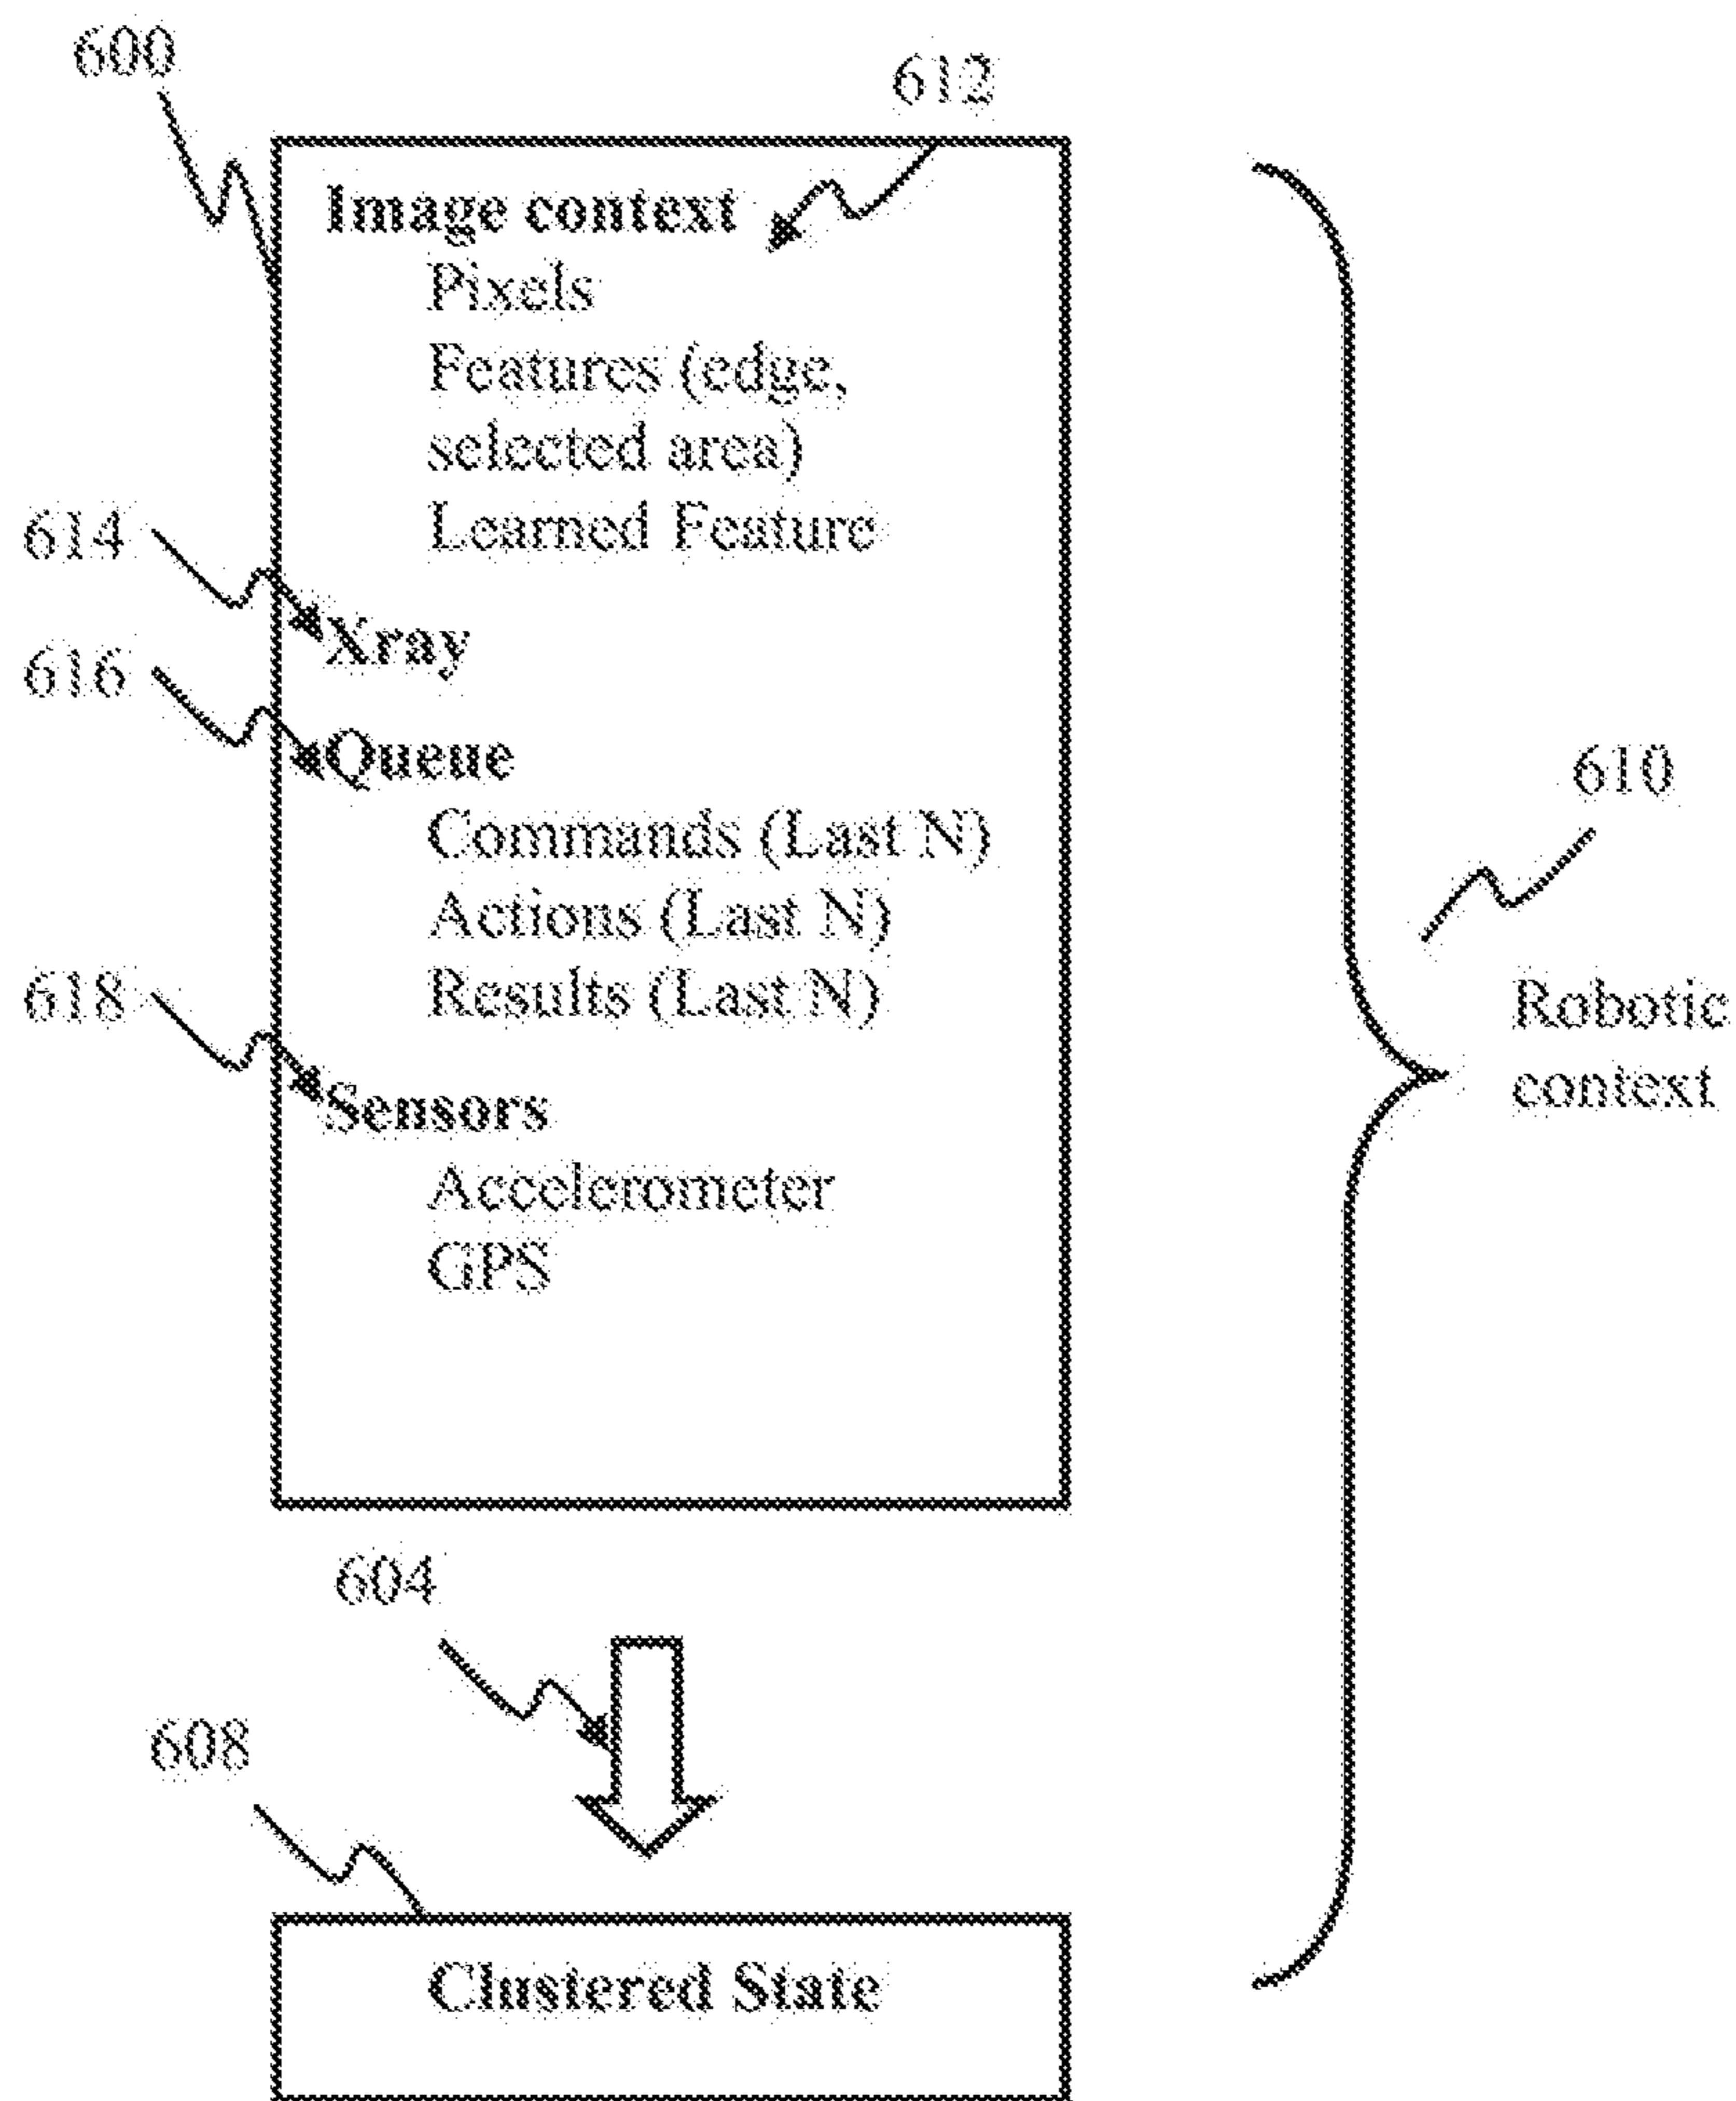 600
612
Image context
Pixels
Features (edge,
selected area)
Learned Feature
614
Xray
616
Queue
610
Commands (Last N)
Actions (Last N)
Results (Last N)
618
Robotic
context
Sensors
Accelerometer
GPS
604
608
Clustered State